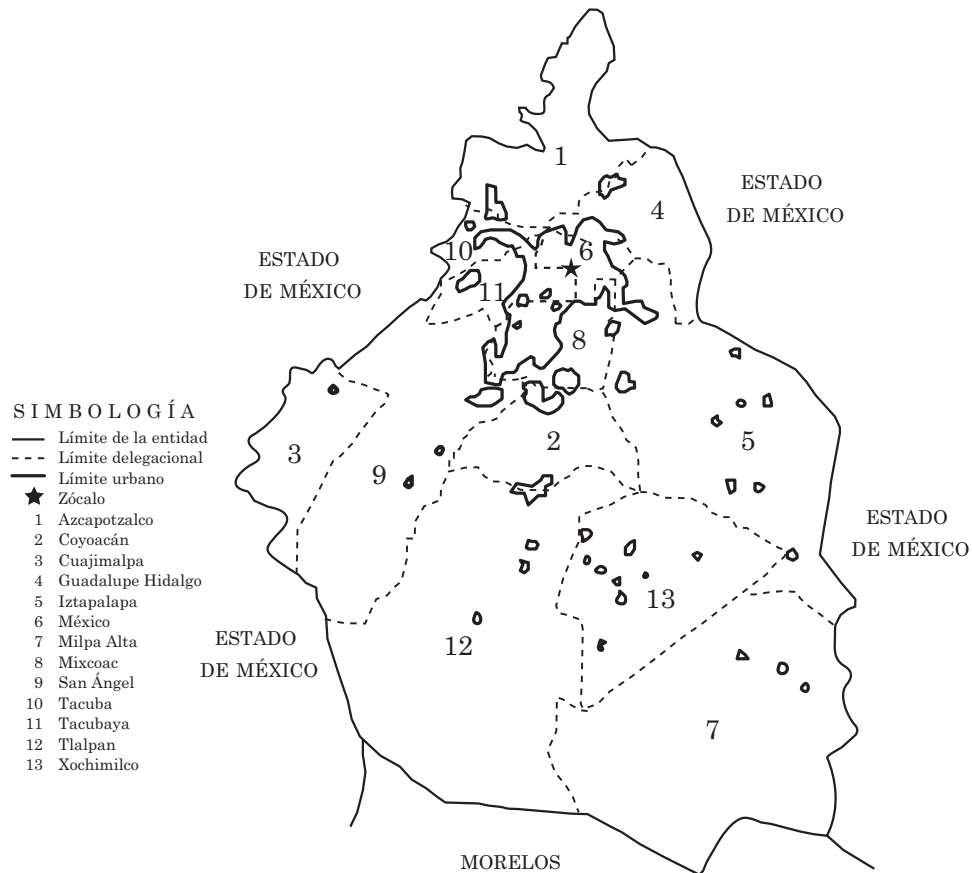 1
ESTADO
DE MÉXICO
4
ESTADO
DE MÉXICO
10
6
11
8
SIMBOLOGÍA
Límite de la entidad
Límite delegacional
Límite urbano
Zócalo
1 Azcapotzalco
2 Coyoacán
3 Cuajimalpa
4 Guadalupe Hidalgo
5 Iztapalapa
6 México
7 Milpa Alta
8 Mixcoac
9 San Ángel
10 Tacuba
11 Tacubaya
12 Tlalpan
13 Xochimilco
3
9
2
5
ESTADO
DE MÉXICO
13
ESTADO
DE MÉXICO
12
7
MORELOS